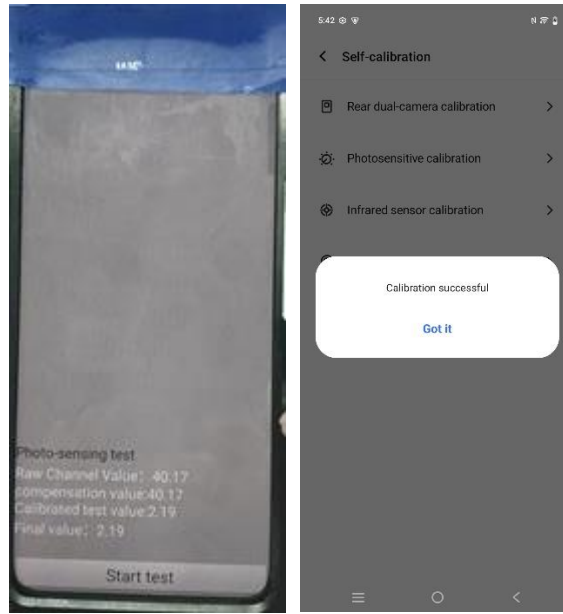 Photo-sensing test
Raw Channel Value: 40.17
compensation value:40.17
Calibrated test value:2.19
Final value: 2.19
Start test
5:42
Self-calibration
Rear dual-camera calibration
Photosensitive calibration
Infrared sensor calibration
Calibration successful
Got it